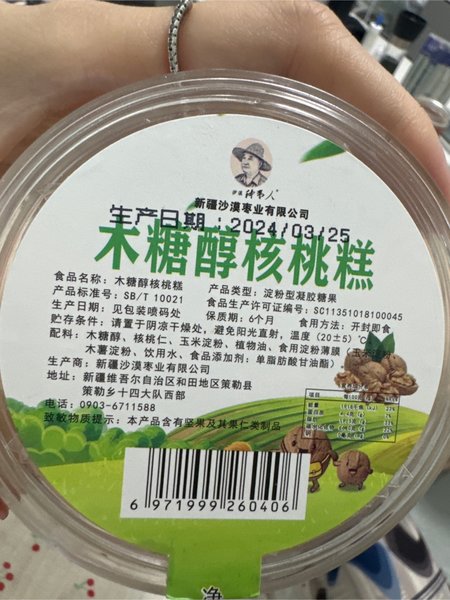 新疆沙漠枣业有限公司
生产日期：2024/03/25
木糖醇核桃糕
食品名称：木糖醇核桃糕 产品类型：淀粉型凝胶糖果
产品标准号：SB/T 10021 食品生产许可证编号：SC11351018100045
生产日期：见包装喷码处 保质期：6个月 食用方法：开封即食
贮存条件：请置于阴凉干燥处，避免阳光直射，温度（20±5）℃
配料：木糖醇、核桃仁、玉米淀粉、植物油、食用淀粉薄膜（玉米淀粉、
木薯淀粉、饮用水、食品添加剂：单脂肪酸甘油酯）
生产商：新疆沙漠枣业有限公司
地址：新疆维吾尔自治区和田地区策勒县
策勒乡十四大队西部
电话：0903-6711588
致敏物质提示：本产品含有坚果及其果仁类制品
项目
6 971999 260406
净